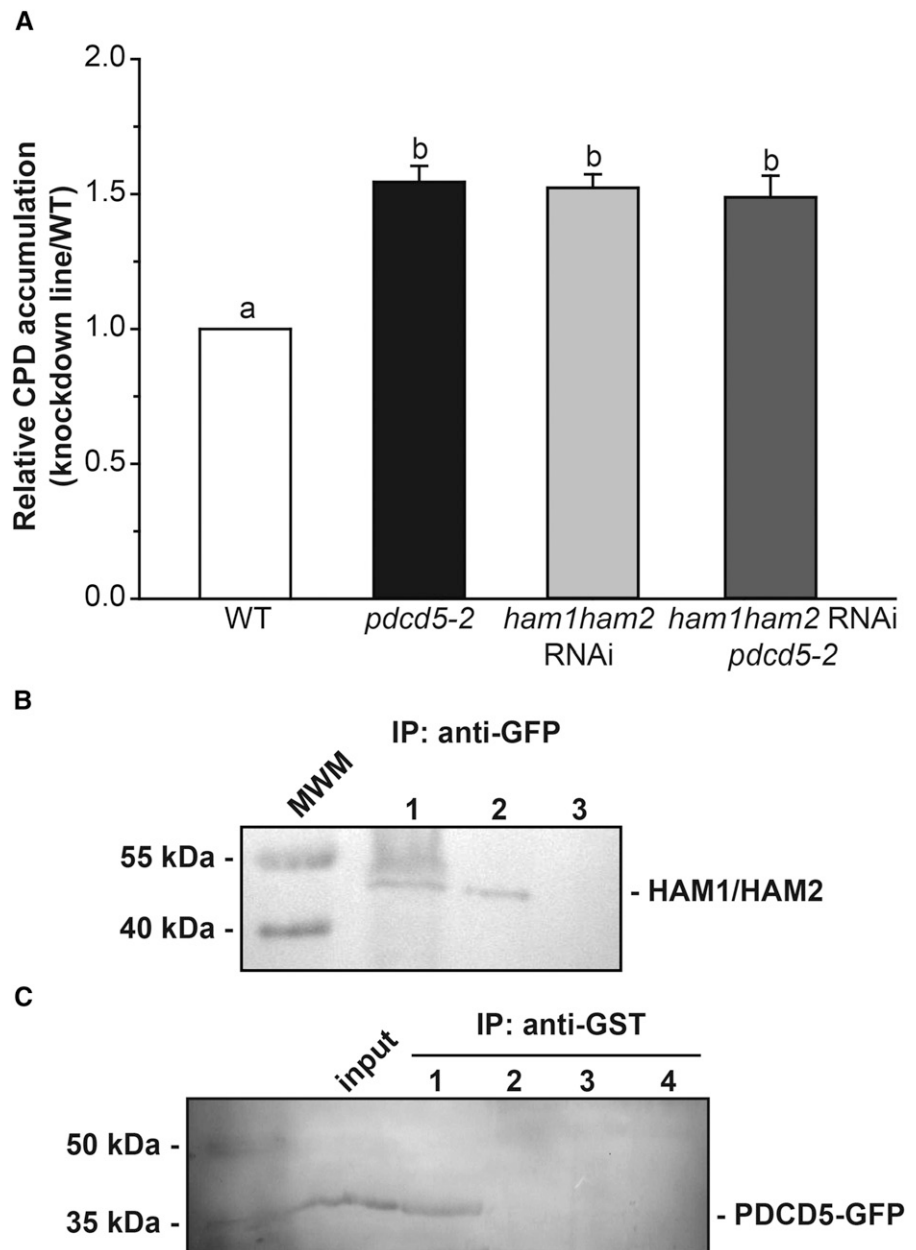 A
Relative CPD accumulation
(knockdown line/WT)
2.0
1.5
1.0
0.5
0.0
a
b
b
b
WT
pdcd5-2
ham1ham2
RNAi
ham1ham2 RNAi
pdcd5-2
B
IP: anti-GFP
MWM
1
2
3
55 kDa -
40 kDa -
- HAM1/HAM2
C
IP: anti-GST
input
1
2
3
4
50 kDa -
35 kDa -
- PDCD5-GFP